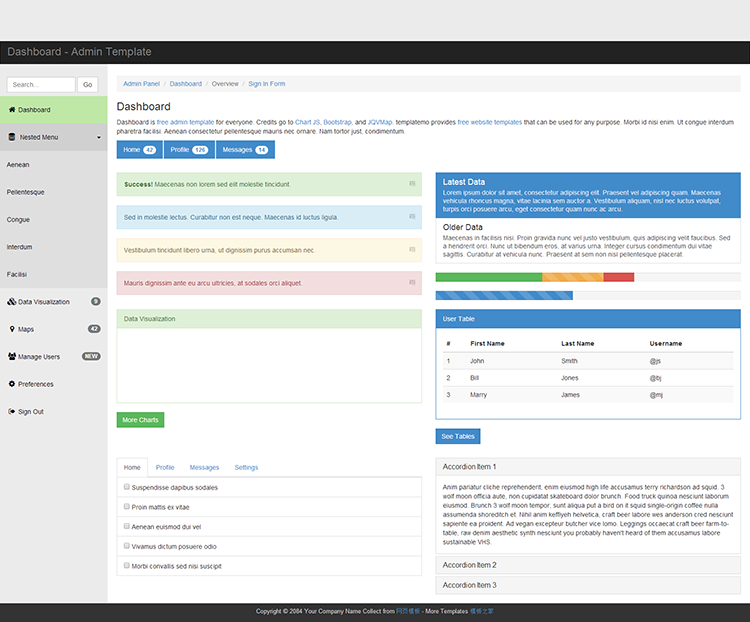 Dashboard - Admin Template
Search...
Go
Dashboard
Nested Menu
Aenean
Pellentesque
Congue
Interdum
Facilisi
Data Visualization 9
Maps 42
Manage Users NEW
Preferences
Sign Out
Admin Panel / Dashboard / Overview / Sign In Form
Dashboard
Dashboard is free admin template for everyone. Credits go to Chart JS, Bootstrap, and JQVMap. templatemo provides free website templates that can be used for any purpose. Morbi id nisi enim. Ut congue interdum
pharetra facilisi. Aenean consectetur pellentesque mauris nec ornare. Nam tortor just, condimentum.
Home 42 Profile 126 Messages 14
Success! Maecenas non lorem sed elit molestie tincidunt.
Sed in molestie lectus. Curabitur non est neque. Maecenas id luctus ligula.
Vestibulum tincidunt libero urna, ut dignissim purus accumsan nec.
Mauris dignissim ante eu arcu ultricies, at sodales orci aliquet.
Latest Data
Lorem ipsum dolor sit amet, consectetur adipiscing elit. Praesent vel adipiscing quam. Maecenas
vehicula rhoncus magna, vitae lacinia sem auctor a. Vestibulum aliquam, nisl nec luctus volutpat,
turpis orci posuere arcu, eget consectetur quam nunc ac arcu.
Older Data
Maecenas in facilisis nisi. Proin gravida nunc vel justo vestibulum, quis adipiscing velit faucibus. Sed
a hendrerit orci. Nunc ut bibendum eros, at varius urna. Integer cursus condimentum dui vitae
sagittis. Curabitur at vehicula nunc. Praesent at sem non nisl pellentesque placerat.
Data Visualization
More Charts
User Table
# First Name Last Name Username
1 John Smith @js
2 Bill Jones @bj
3 Marry James @mj
See Tables
Home Profile Messages Settings
Suspendisse dapibus sodales
Proin mattis ex vitae
Aenean euismod dui vel
Vivamus dictum posuere odio
Morbi convallis sed nisi suscipit
Accordion Item 1
Anim pariatur cliche reprehenderit, enim eiusmod high life accusamus terry richardson ad squid. 3
wolf moon officia aute, non cupidatat skateboard dolor brunch. Food truck quinoa nesciunt laborum
eiusmod. Brunch 3 wolf moon tempor, sunt aliqua put a bird on it squid single-origin coffee nulla
assumenda shoreditch et. Nihil anim keffiyeh helvetica, craft beer labore wes anderson cred nesciunt
sapiente ea proident. Ad vegan excepteur butcher vice lomo. Leggings occaecat craft beer farm-to-
table, raw denim aesthetic synth nesciunt you probably haven't heard of them accusamus labore
sustainable VHS.
Accordion Item 2
Accordion Item 3
Copyright © 2084 Your Company Name Collect from 网页模板 - More Templates 模板之家